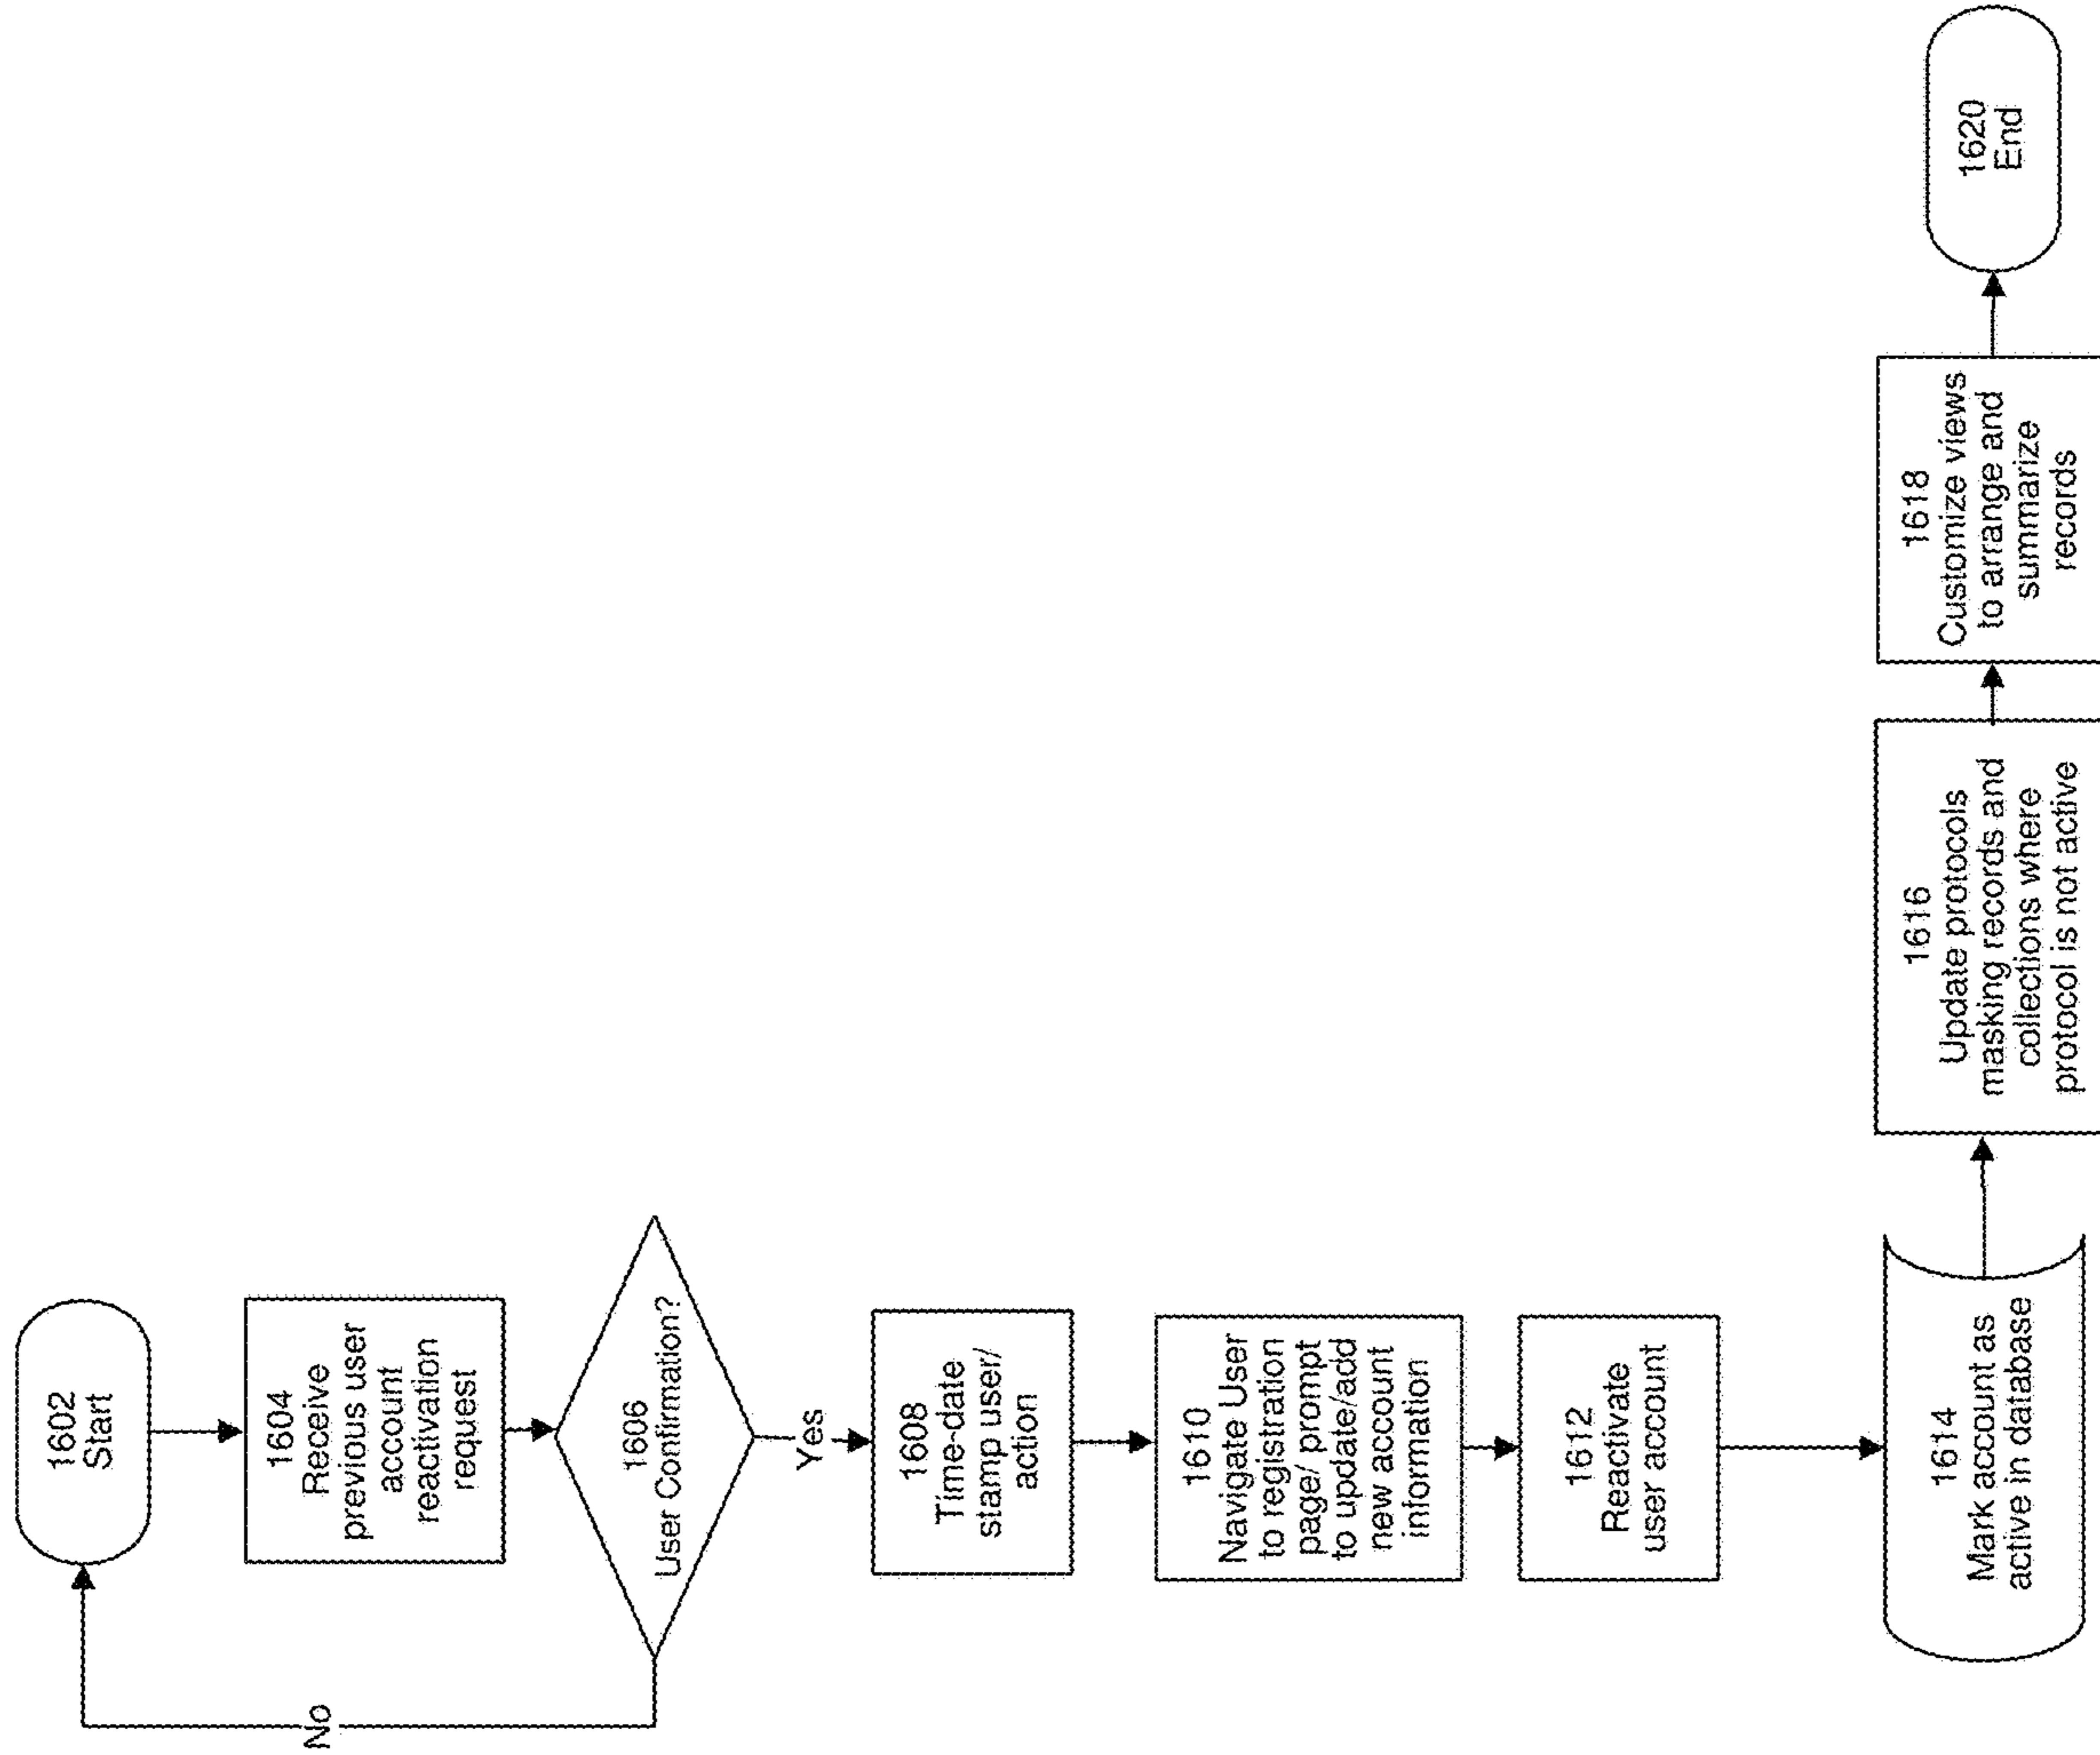 1602
Start
1604
Receive
previous user
account
reactivation
request
1606
User Confirmation?
No
Yes
1608
Time-date
stamp user/
action
1610
Navigate User
to registration
page/ prompt
to update/add
new account
information
1612
Reactivate
user account
1614
Mark account as
active in database
1616
Update protocols
masking records and
collections where
protocol is not active
1618
Customize views
to arrange and
summarize
records
1620
End